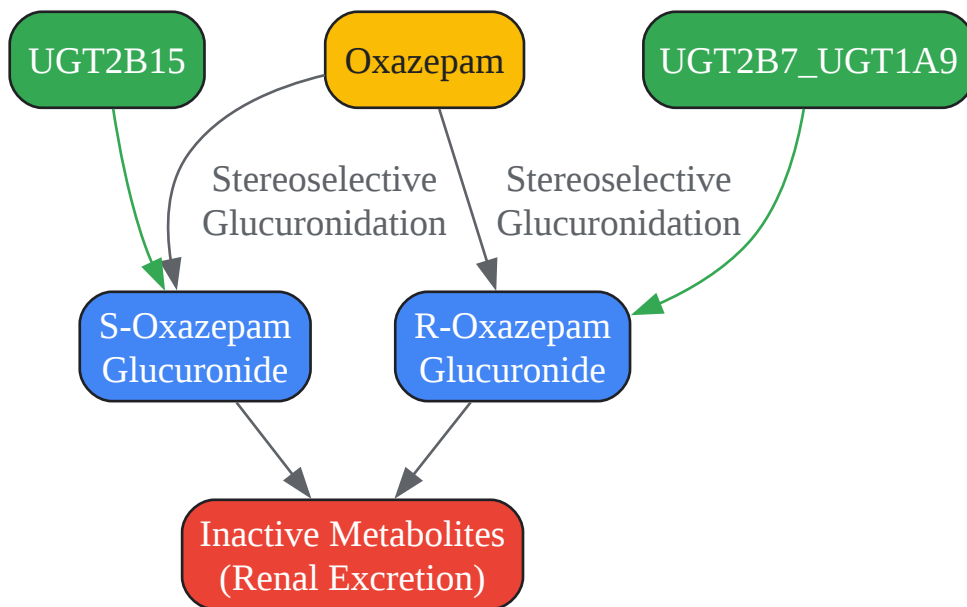 UGT2B15
Oxazepam
UGT2B7_UGT1A9
Stereoselective
Glucuronidation
Stereoselective
Glucuronidation
S-Oxazepam
Glucuronide
R-Oxazepam
Glucuronide
Inactive Metabolites
(Renal Excretion)